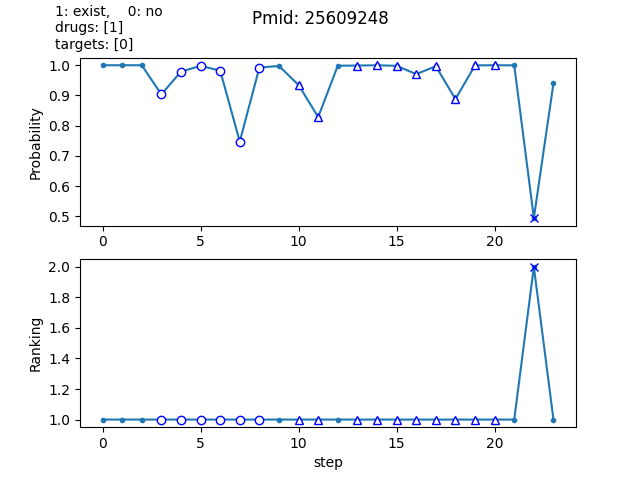 1: exist,    0: no
drugs: [1]
targets: [0]
Pmid: 25609248
Probability
1.0
0.9
0.8
0.7
0.6
0.5
0 5 10 15 20
Ranking
2.0
1.8
1.6
1.4
1.2
1.0
0 5 10 15 20
step